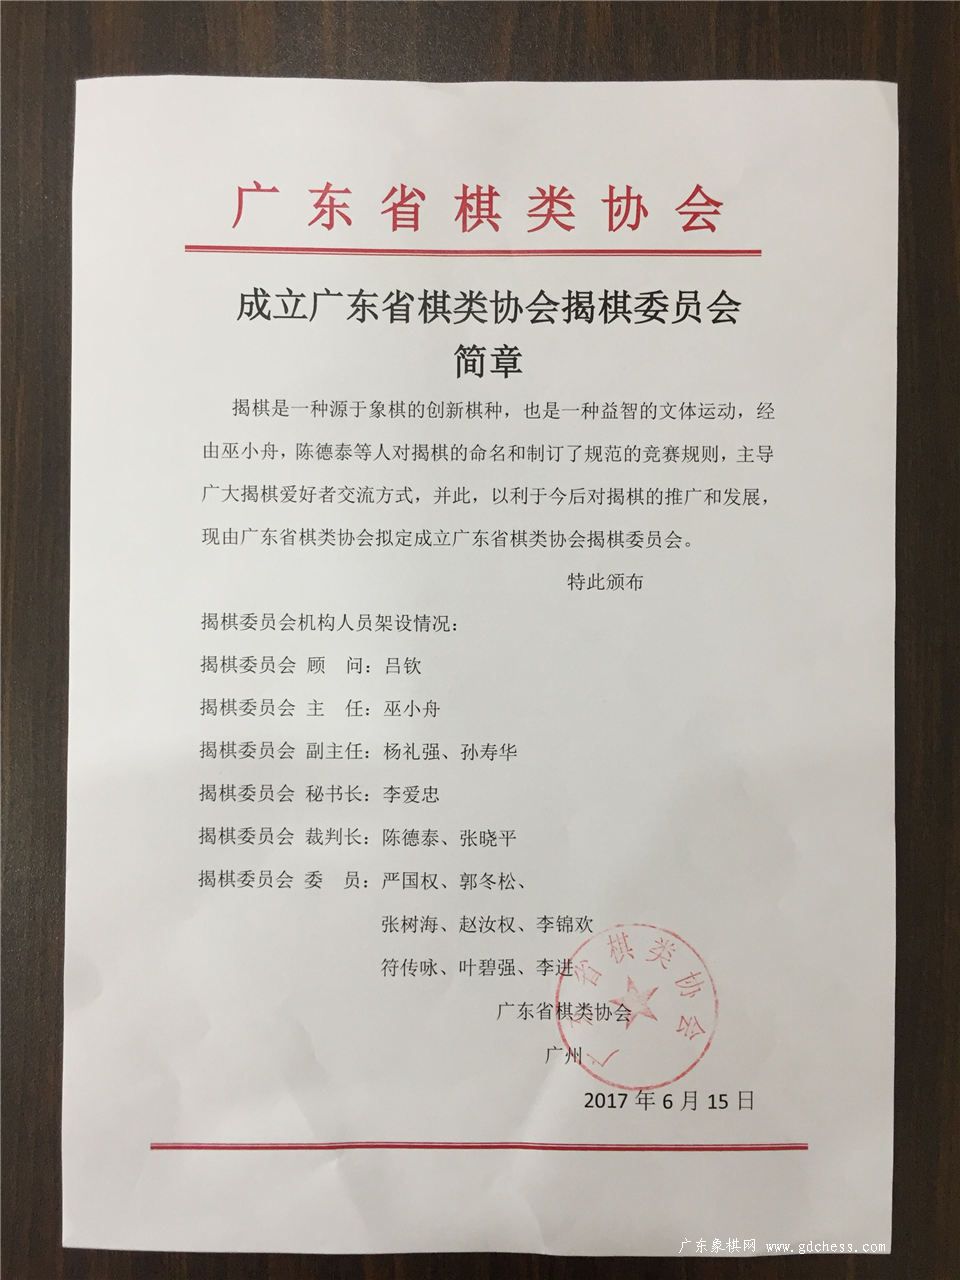 广东省棋类协会
成立广东省棋类协会揭棋委员会
简章
揭棋是一种源于象棋的创新棋种，也是一种益智的文体运动，经
由巫小舟，陈德泰等人对揭棋的命名和制订了规范的竞赛规则，主导
广大揭棋爱好者交流方式，并此，以利于今后对揭棋的推广和发展，
现由广东省棋类协会拟定成立广东省棋类协会揭棋委员会。
特此颁布
揭棋委员会机构人员架设情况：
揭棋委员会 顾 问：吕钦
揭棋委员会 主 任：巫小舟
揭棋委员会 副主任：杨礼强、孙寿华
揭棋委员会 秘书长：李爱忠
揭棋委员会 裁判长：陈德泰、张晓平
揭棋委员会 委 员：严国权、郭冬松、
张树海、赵汝权、李锦欢
符传咏、叶碧强、李进
广东省棋类协会
广东省棋类协会
广州
2017 年 6 月 15 日
广东象棋网 www.gdchess.com